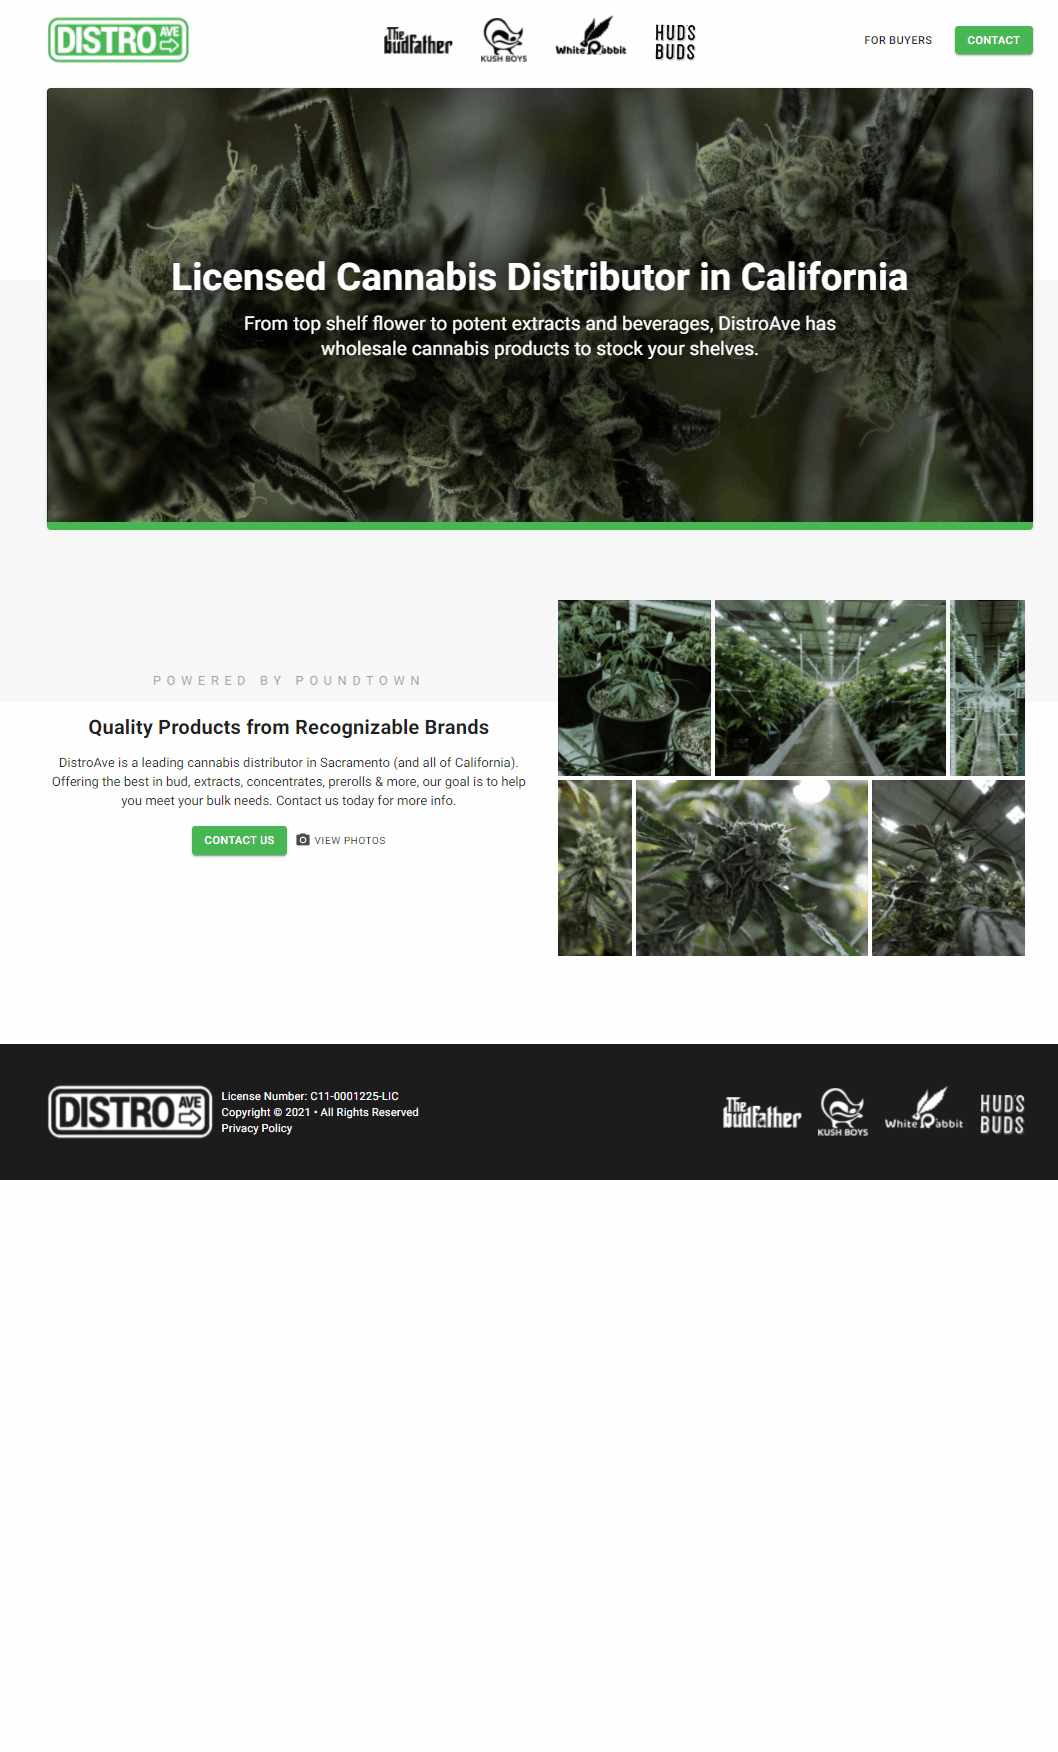 DISTRO AVE
The Budfather
KUSH BOYS
White Rabbit
HUDS BUDS
FOR BUYERS
CONTACT
Licensed Cannabis Distributor in California
From top shelf flower to potent extracts and beverages, DistroAve has
wholesale cannabis products to stock your shelves.
POWERED BY POUNDTOWN
Quality Products from Recognizable Brands
DistroAve is a leading cannabis distributor in Sacramento (and all of California).
Offering the best in bud, extracts, concentrates, prerolls & more, our goal is to help
you meet your bulk needs. Contact us today for more info.
CONTACT US
VIEW PHOTOS
DISTRO AVE
License Number: C11-0001225-LIC
Copyright © 2021 • All Rights Reserved
Privacy Policy
The Budfather
KUSH BOYS
White Rabbit
HUDS BUDS